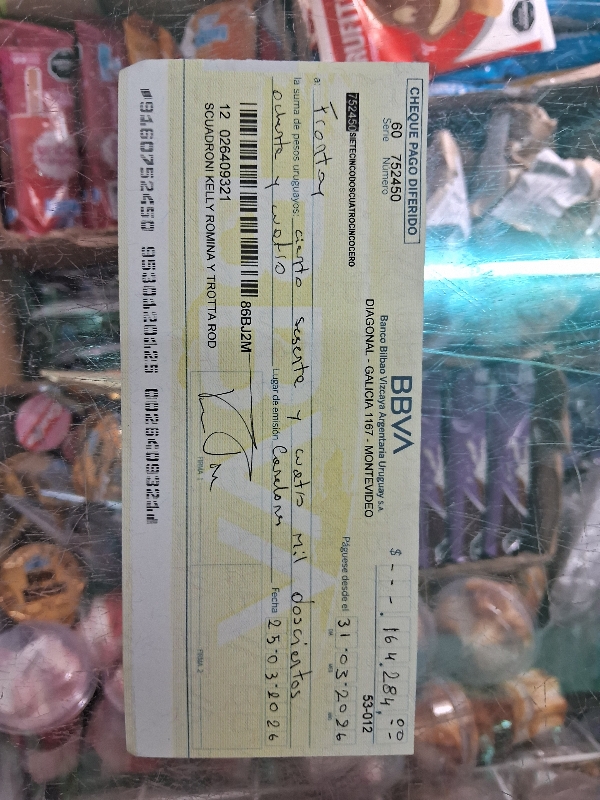 CHEQUE PAGO DIFERIDO
60 752450
Serie Número
752450 SIETECINCODOSCUATROCINCOCERO
BBVA
Banco Bilbao Vizcaya Argentaria Uruguay s.a.
DIAGONAL - GALICIA 1167 - MONTEVIDEO
$ - - - . 164.284,00
53-012
Páguese desde el 31·03·2026
a: Frontoy
la suma de pesos uruguayos: ciento sesenta y cuatro mil doscientos
ochenta y cuatro
Lugar de emisión Canelones Fecha 25·03·2026
86BJ2M
12 026409321
SCUADRONI KELLY ROMINA Y TROTTA ROD
FIRMA 1
FIRMA 2